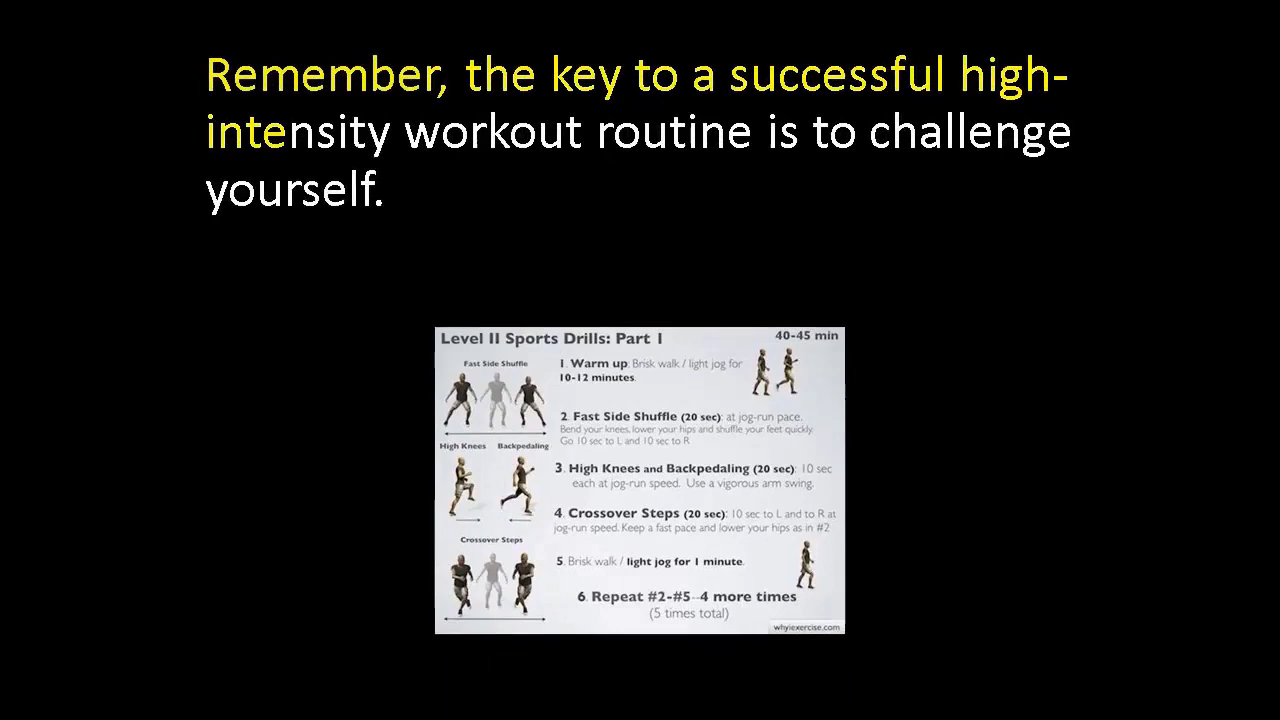 Remember, the key to a successful high-
intensity workout routine is to challenge
yourself.
Level II Sports Drills: Part 1
40-45 min
Fast Side Shuffle
1. Warm up: Brisk walk / light jog for
10-12 minutes.
2. Fast Side Shuffle (20 sec): at jog-run pace.
Bend your knees, lower your hips and shuffle your feet quickly.
Go 10 sec to L and 10 sec to R
High Knees
Backpedaling
3. High Knees and Backpedaling (20 sec): 10 sec
each at jog-run speed. Use a vigorous arm swing.
4. Crossover Steps (20 sec): 10 sec to L and to R at
jog-run speed. Keep a fast pace and lower your hips as in #2
Crossover Steps
5. Brisk walk / light jog for 1 minute.
6. Repeat #2-#5--4 more times
(5 times total)
whyiexercise.com